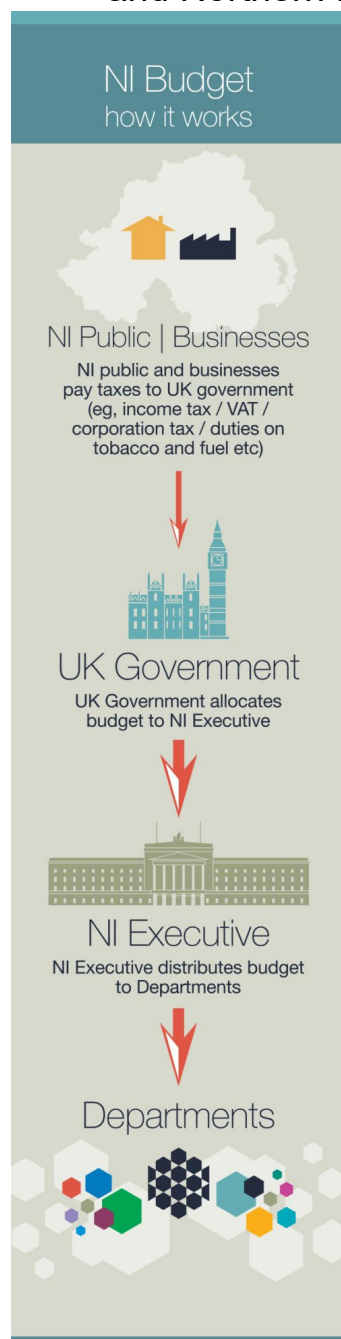 NI Budget
how it works
NI Public | Businesses
NI public and businesses
pay taxes to UK government
(eg, income tax / VAT /
corporation tax / duties on
tobacco and fuel etc)
UK Government
UK Government allocates
budget to NI Executive
NI Executive
NI Executive distributes budget
to Departments
Departments